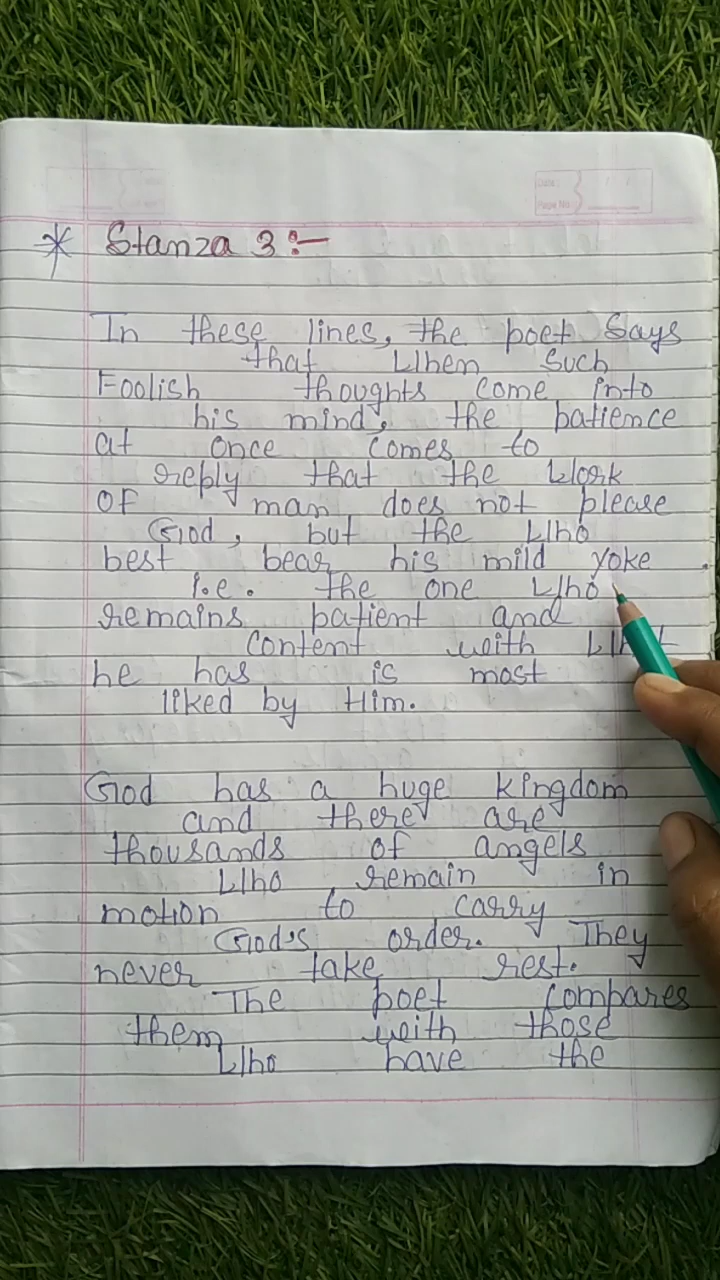 Date :
Page No.
* Stanza 3 :-
In these lines, the poet says
that When such
Foolish thoughts come into
his mind, the patience
at once comes to
reply that the Work
Of man does not please
God, but the Who
best bear his mild yoke .
i.e. the one Who
remains patient and
content with
he has is most
liked by Him.
God has a huge kingdom
and there are
thousands of angels
Who remain in
motion to carry
God's order. They
never take rest.
The poet compares
them with those
Who have the